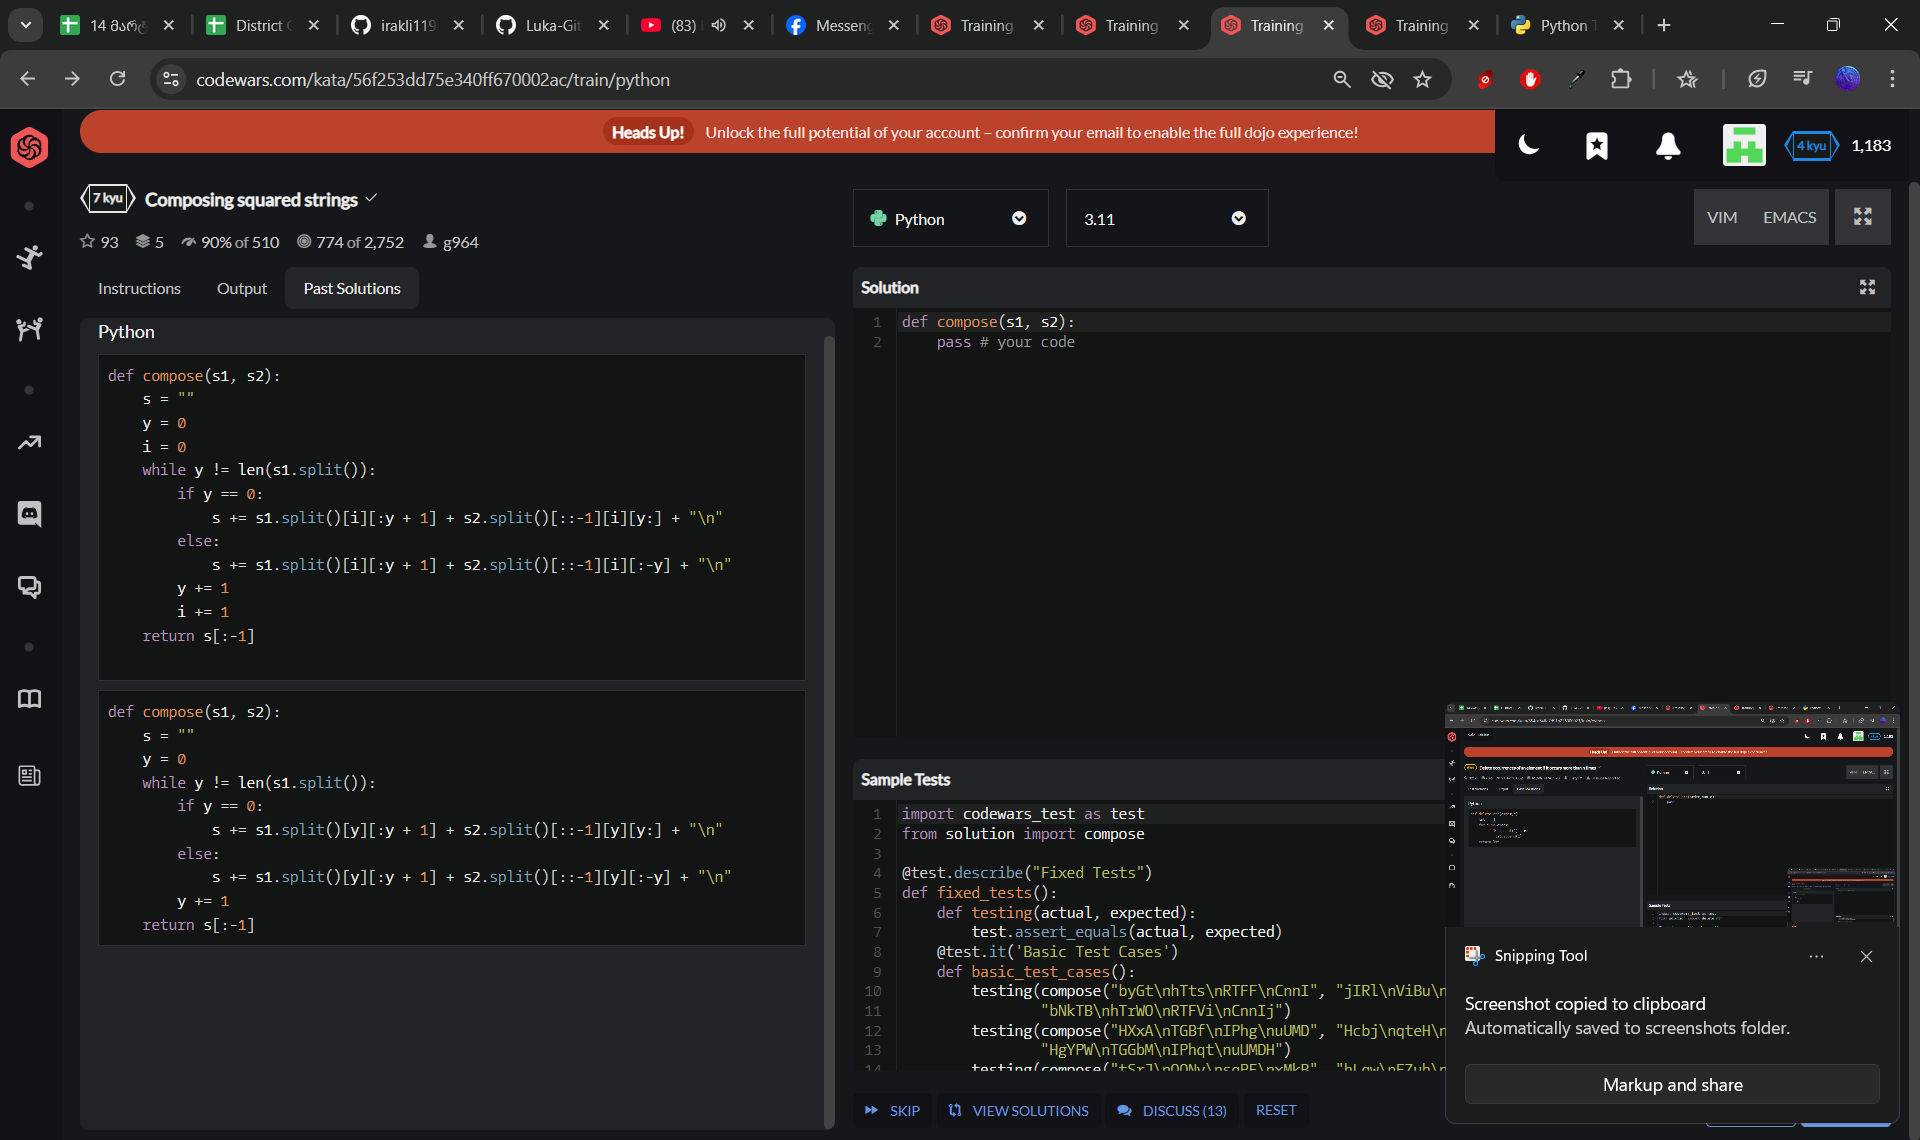 14 მარტ
District
irakli119
Luka-Git
(83)
Messeng
Training
Training
Training
Training
Python
codewars.com/kata/56f253dd75e340ff670002ac/train/python
Heads Up! Unlock the full potential of your account – confirm your email to enable the full dojo experience!
4 kyu 1,183
7 kyu Composing squared strings
93 5 90% of 510 774 of 2,752 g964
Python 3.11
VIM EMACS
Instructions Output Past Solutions
Python
def compose(s1, s2):
    s = ""
    y = 0
    i = 0
    while y != len(s1.split()):
        if y == 0:
            s += s1.split()[i][:y + 1] + s2.split()[::-1][i][y:] + "\n"
        else:
            s += s1.split()[i][:y + 1] + s2.split()[::-1][i][:-y] + "\n"
        y += 1
        i += 1
    return s[:-1]
def compose(s1, s2):
    s = ""
    y = 0
    while y != len(s1.split()):
        if y == 0:
            s += s1.split()[y][:y + 1] + s2.split()[::-1][y][y:] + "\n"
        else:
            s += s1.split()[y][:y + 1] + s2.split()[::-1][y][:-y] + "\n"
        y += 1
    return s[:-1]
Solution
1 def compose(s1, s2):
2     pass # your code
Sample Tests
1 import codewars_test as test
2 from solution import compose
3
4 @test.describe("Fixed Tests")
5 def fixed_tests():
6     def testing(actual, expected):
7         test.assert_equals(actual, expected)
8     @test.it('Basic Test Cases')
9     def basic_test_cases():
10         testing(compose("byGt\nhTts\nRTFF\nCnnI", "jIRl\nViBu\n
11                 "bNkTB\nhTrWO\nRTFVi\nCnnIj")
12         testing(compose("HXxA\nTGBf\nIPhg\nuUMD", "Hcbj\nqteH\n
13                 "HgYPW\nTGGbM\nIPhqt\nuUMDH")
14         testing(compose("tSrJ\nOONy\nsqPF\nxMkB", "hLqw\nFZuh\n
SKIP VIEW SOLUTIONS DISCUSS (13) RESET
Snipping Tool
Screenshot copied to clipboard
Automatically saved to screenshots folder.
Markup and share